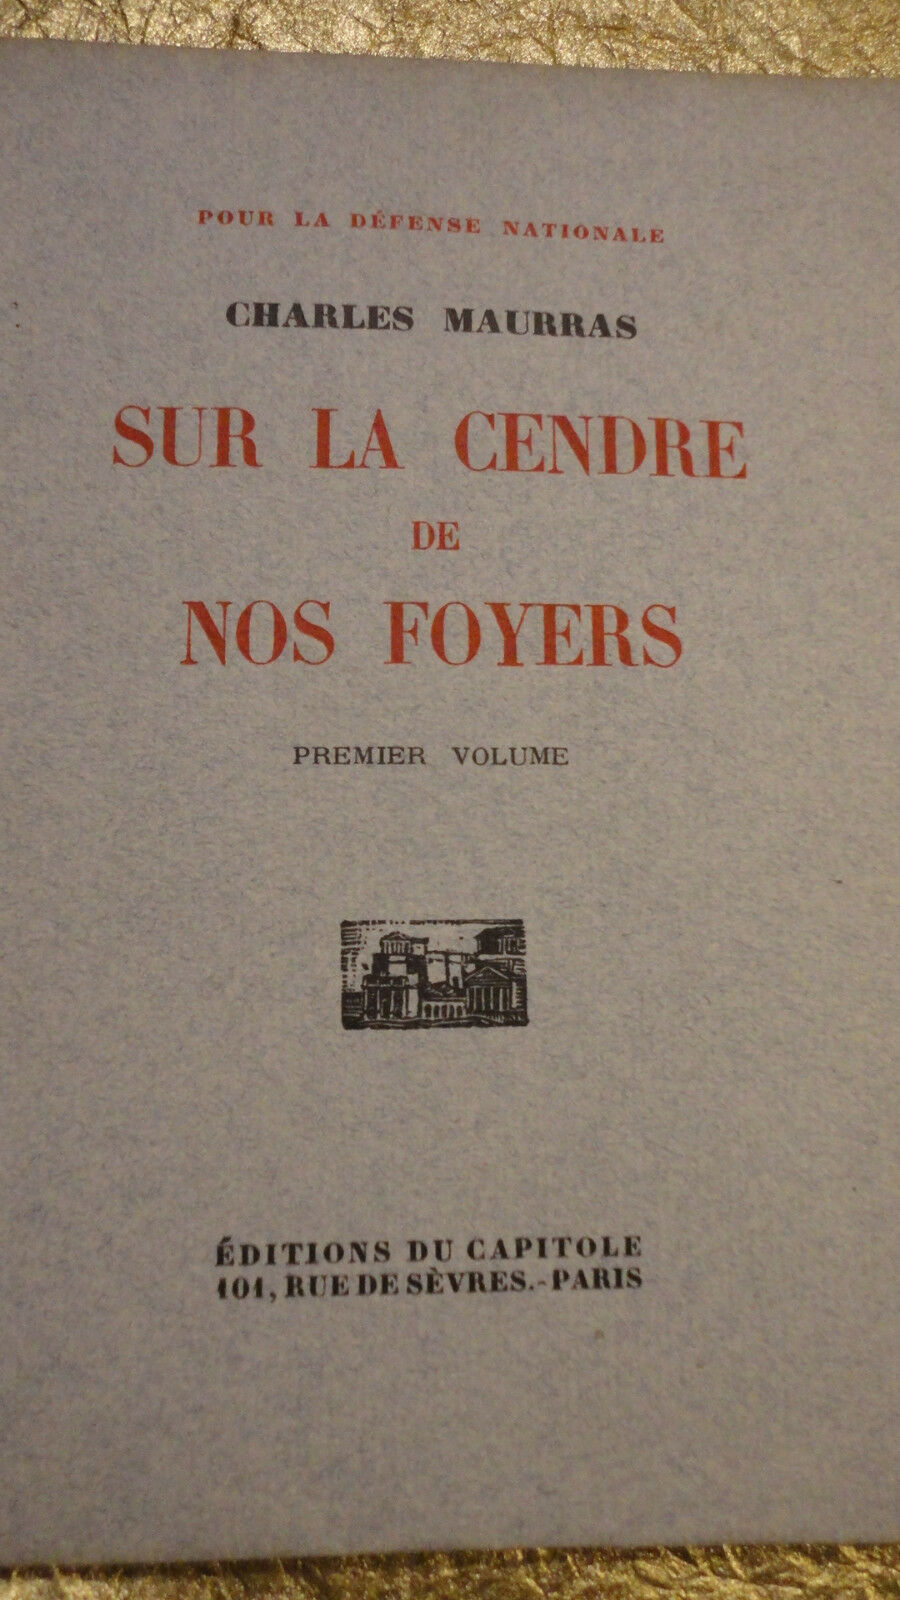 POUR LA DÉFENSE NATIONALE
CHARLES MAURRAS
SUR LA CENDRE
DE
NOS FOYERS
PREMIER VOLUME
ÉDITIONS DU CAPITOLE
101, RUE DE SÈVRES.-PARIS